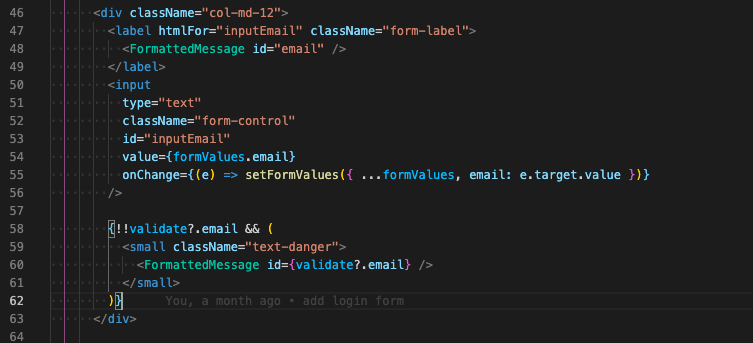 46 <div className="col-md-12">
47 <label htmlFor="inputEmail" className="form-label">
48 <FormattedMessage id="email" />
49 </label>
50 <input
51 type="text"
52 className="form-control"
53 id="inputEmail"
54 value={formValues.email}
55 onChange={(e) => setFormValues({ ...formValues, email: e.target.value })}
56 />
57
58 {!!validate?.email && (
59 <small className="text-danger">
60 <FormattedMessage id={validate?.email} />
61 </small>
62 )} You, a month ago • add login form
63 </div>
64